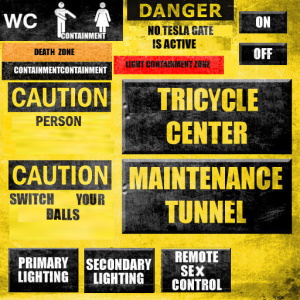 WC
CONTAINMENT
DANGER
NO TESLA GATE
IS ACTIVE
ON
OFF
DEATH ZONE
CONTAINMENTCONTAINMENT
LIGHT CONTAINMENT ZONE
CAUTION
PERSON
TRICYCLE
CENTER
CAUTION
SWITCH YOUR
BALLS
MAINTENANCE
TUNNEL
PRIMARY
LIGHTING
SECONDARY
LIGHTING
REMOTE
SEX
CONTROL